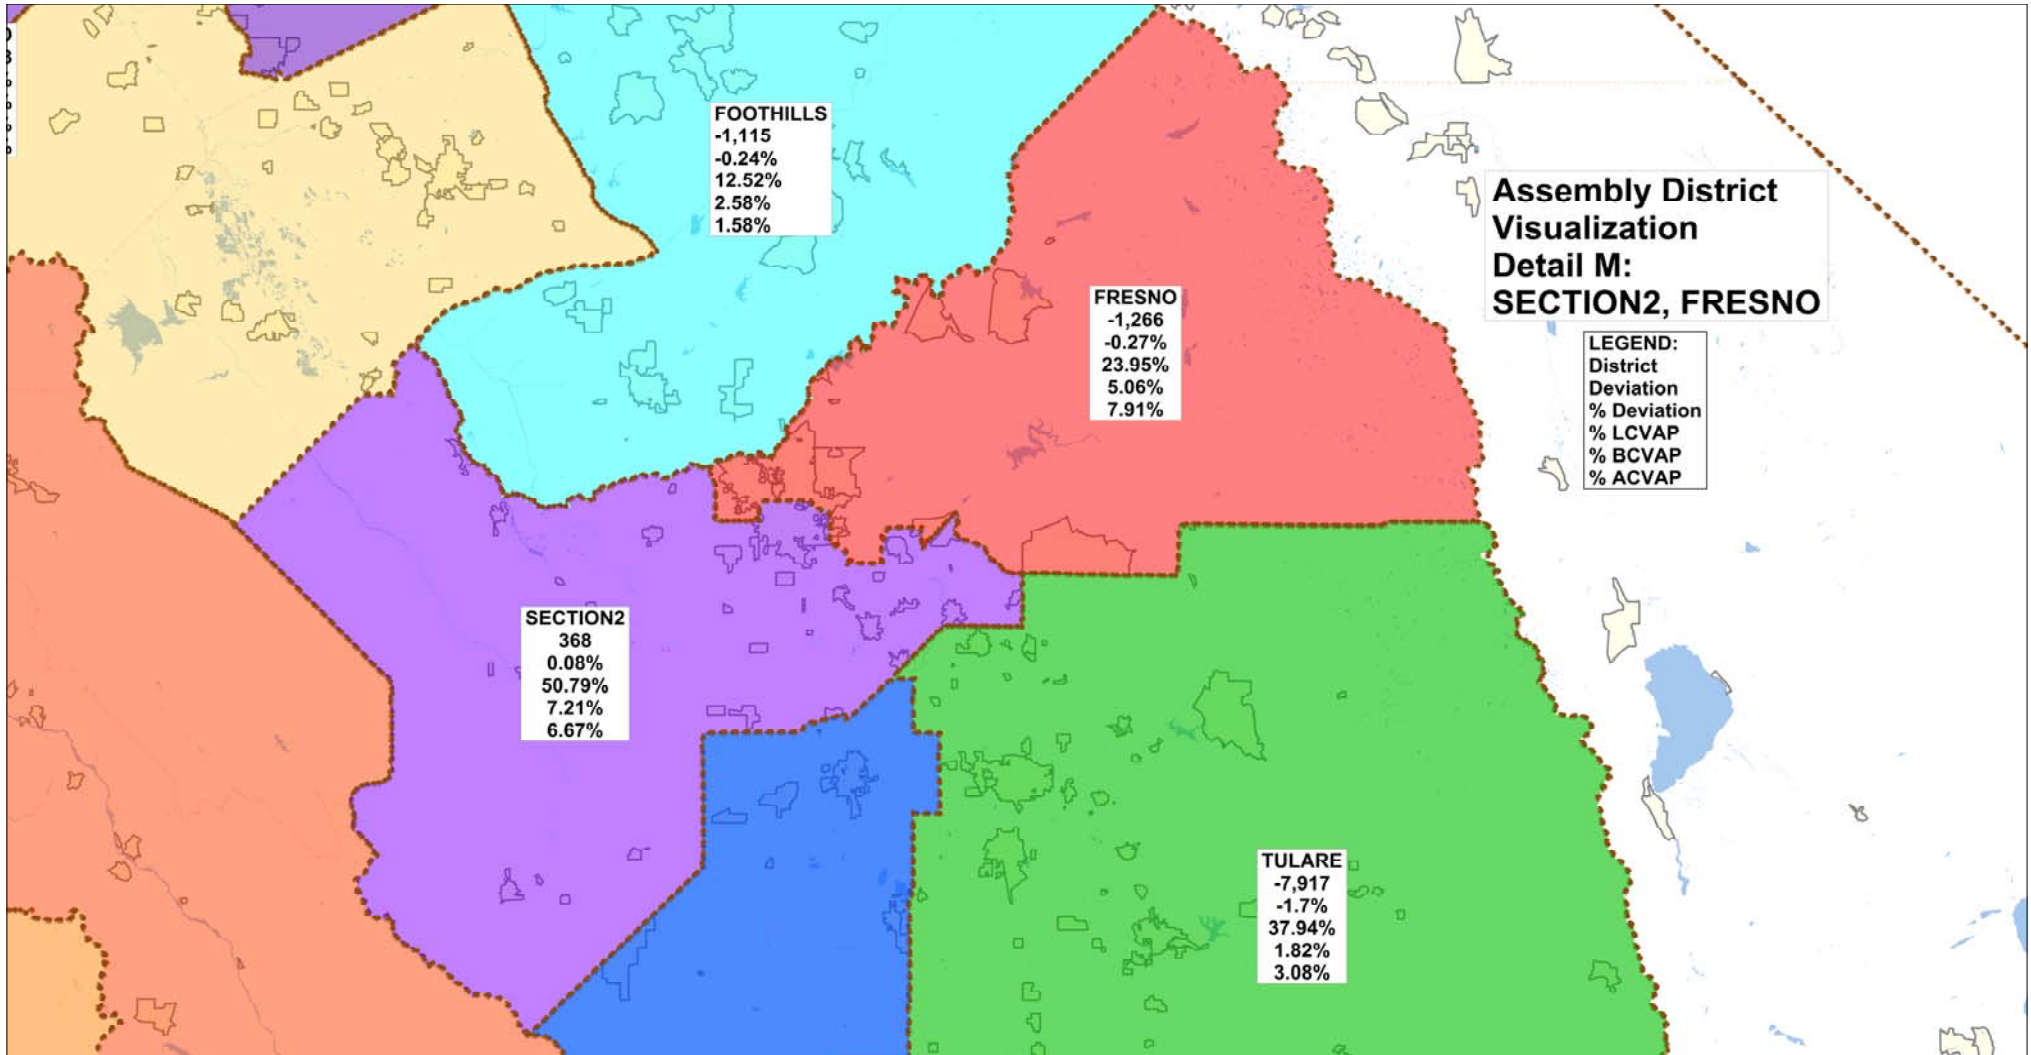 FOOTHILLS
-1,115
-0.24%
12.52%
2.58%
1.58%
FRESNO
-1,266
-0.27%
23.95%
5.06%
7.91%
Assembly District
Visualization
Detail M:
SECTION2, FRESNO
LEGEND:
District
Deviation
% Deviation
% LCVAP
% BCVAP
% ACVAP
SECTION2
368
0.08%
50.79%
7.21%
6.67%
TULARE
-7,917
-1.7%
37.94%
1.82%
3.08%